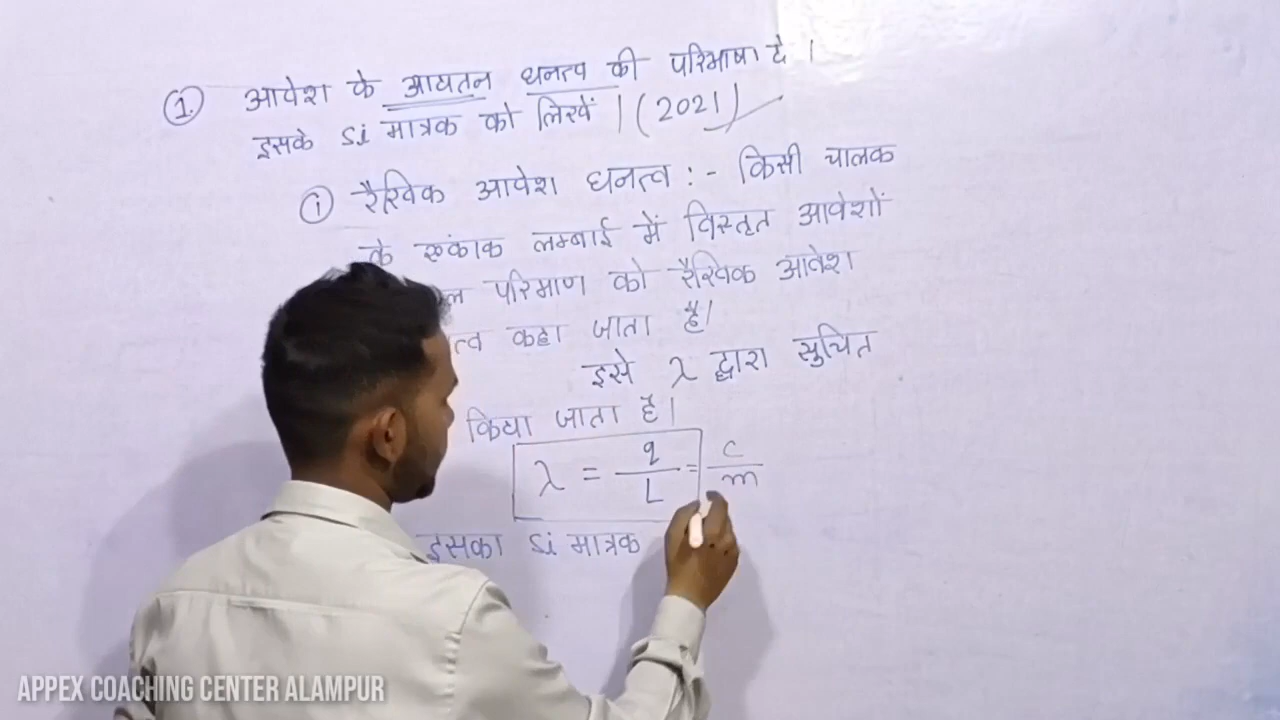 1. आवेश के आयतन घनत्व की परिभाषा दे ।
इसके Si मात्रक को लिखें | ( 2021 )
i रैखिक आवेश घनत्व : - किसी चालक
के एकांक लम्बाई में विस्तृत आवेशों
परिमाण को रैखिक आवेश
त्व कहा जाता है।
इसे λ द्वारा सुचित
किया जाता है।
λ = q / L = c / m
इसका Si मात्रक
APPEX COACHING CENTER ALAMPUR